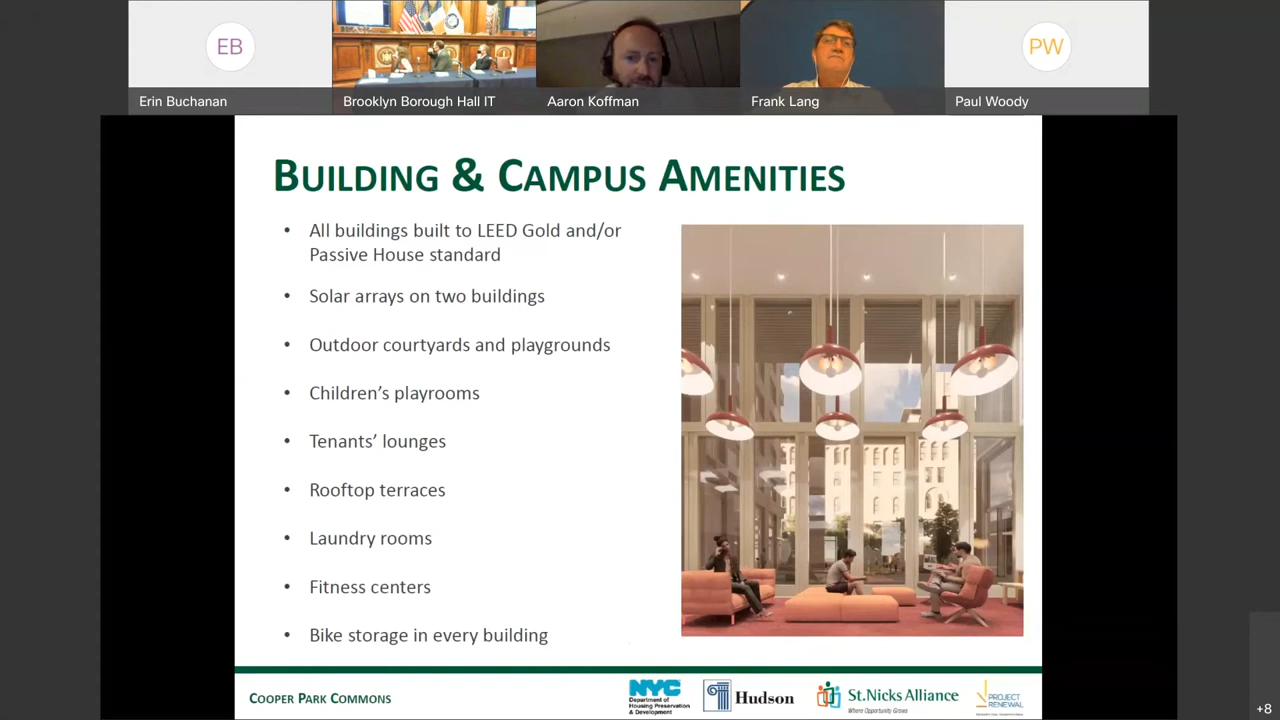 EB
PW
Erin Buchanan
Brooklyn Borough Hall IT
Aaron Koffman
Frank Lang
Paul Woody
BUILDING & CAMPUS AMENITIES
• All buildings built to LEED Gold and/or
Passive House standard
• Solar arrays on two buildings
• Outdoor courtyards and playgrounds
• Children’s playrooms
• Tenants’ lounges
• Rooftop terraces
• Laundry rooms
• Fitness centers
• Bike storage in every building
COOPER PARK COMMONS
NYC
Department of
Housing Preservation
& Development
Hudson
St.Nicks Alliance
Where Opportunity Grows
PROJECT
RENEWAL
+8